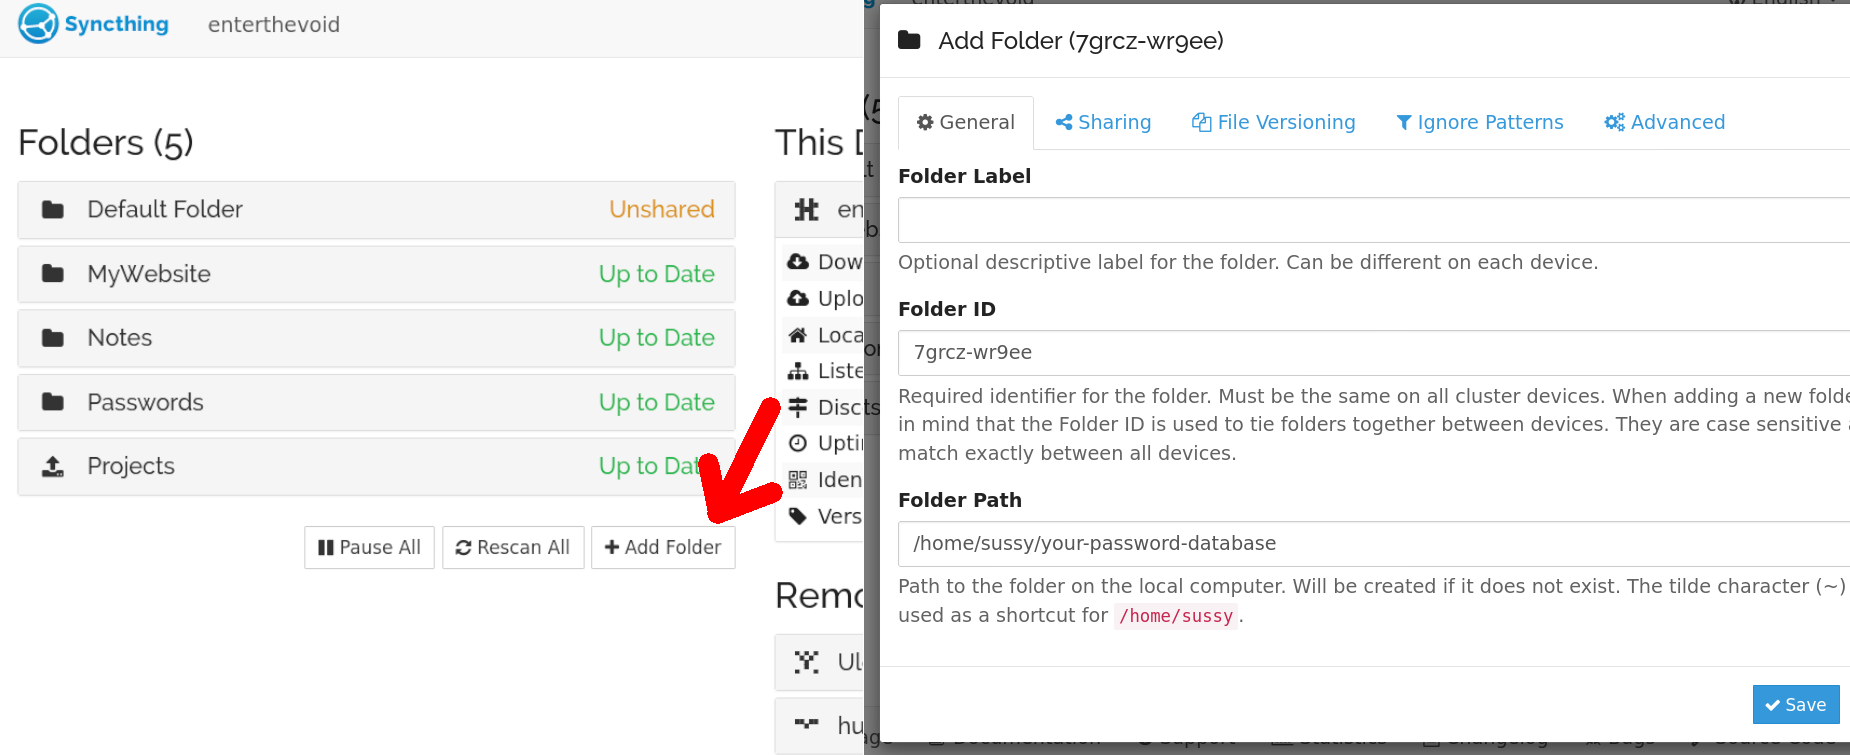 Syncthing enterthevoid
Folders (5)
Default Folder Unshared
MyWebsite Up to Date
Notes Up to Date
Passwords Up to Date
Projects Up to Dat
Pause All Rescan All Add Folder
This D
en
Dow
Uplo
Loca
Liste
Disc
Upti
Iden
Vers
Remo
Ul
hu
Add Folder (7grcz-wr9ee)
General Sharing File Versioning Ignore Patterns Advanced
Folder Label
Optional descriptive label for the folder. Can be different on each device.
Folder ID
7grcz-wr9ee
Required identifier for the folder. Must be the same on all cluster devices. When adding a new folde
in mind that the Folder ID is used to tie folders together between devices. They are case sensitive a
match exactly between all devices.
Folder Path
/home/sussy/your-password-database
Path to the folder on the local computer. Will be created if it does not exist. The tilde character (~)
used as a shortcut for /home/sussy.
Save